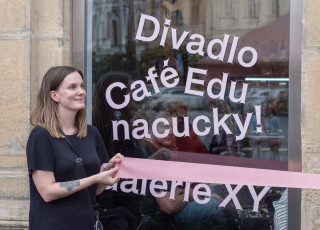 Divadlo
Café Edu
nacucky!
Galerie XY